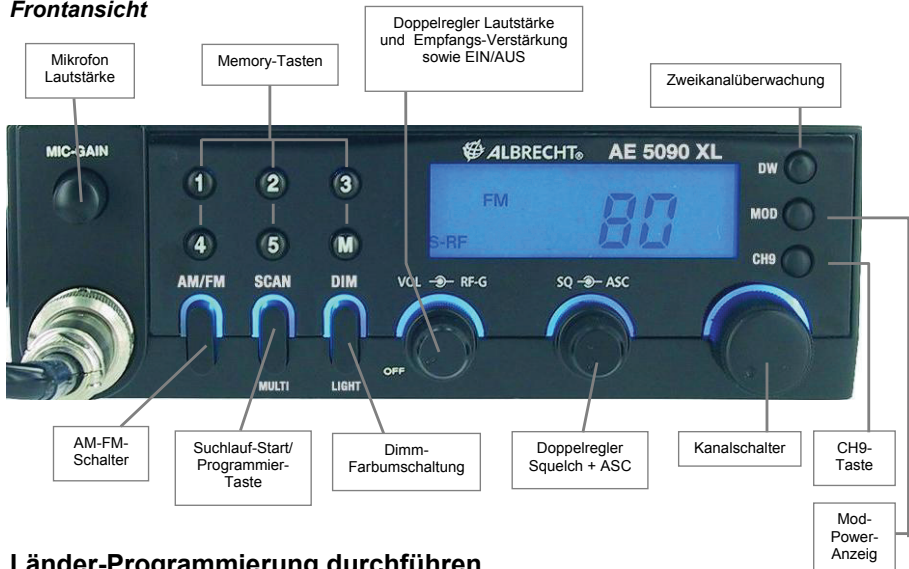 Frontansicht
Mikrofon
Lautstärke
Memory-Tasten
Doppelregler Lautstärke
und Empfangs-Verstärkung
sowie EIN/AUS
Zweikanalüberwachung
MIC-GAIN
1
2
3
4
5
M
ALBRECHT® AE 5090 XL
FM
80
S-RF
DW
MOD
CH9
AM/FM
SCAN
DIM
VOL RF-G
SQ ASC
OFF
MULTI
LIGHT
AM-FM-
Schalter
Suchlauf-Start/
Programmier-
Taste
Dimm-
Farbumschaltung
Doppelregler
Squelch + ASC
Kanalschalter
CH9-
Taste
Mod-
Power-
Anzeig
Länder-Programmierung durchführen